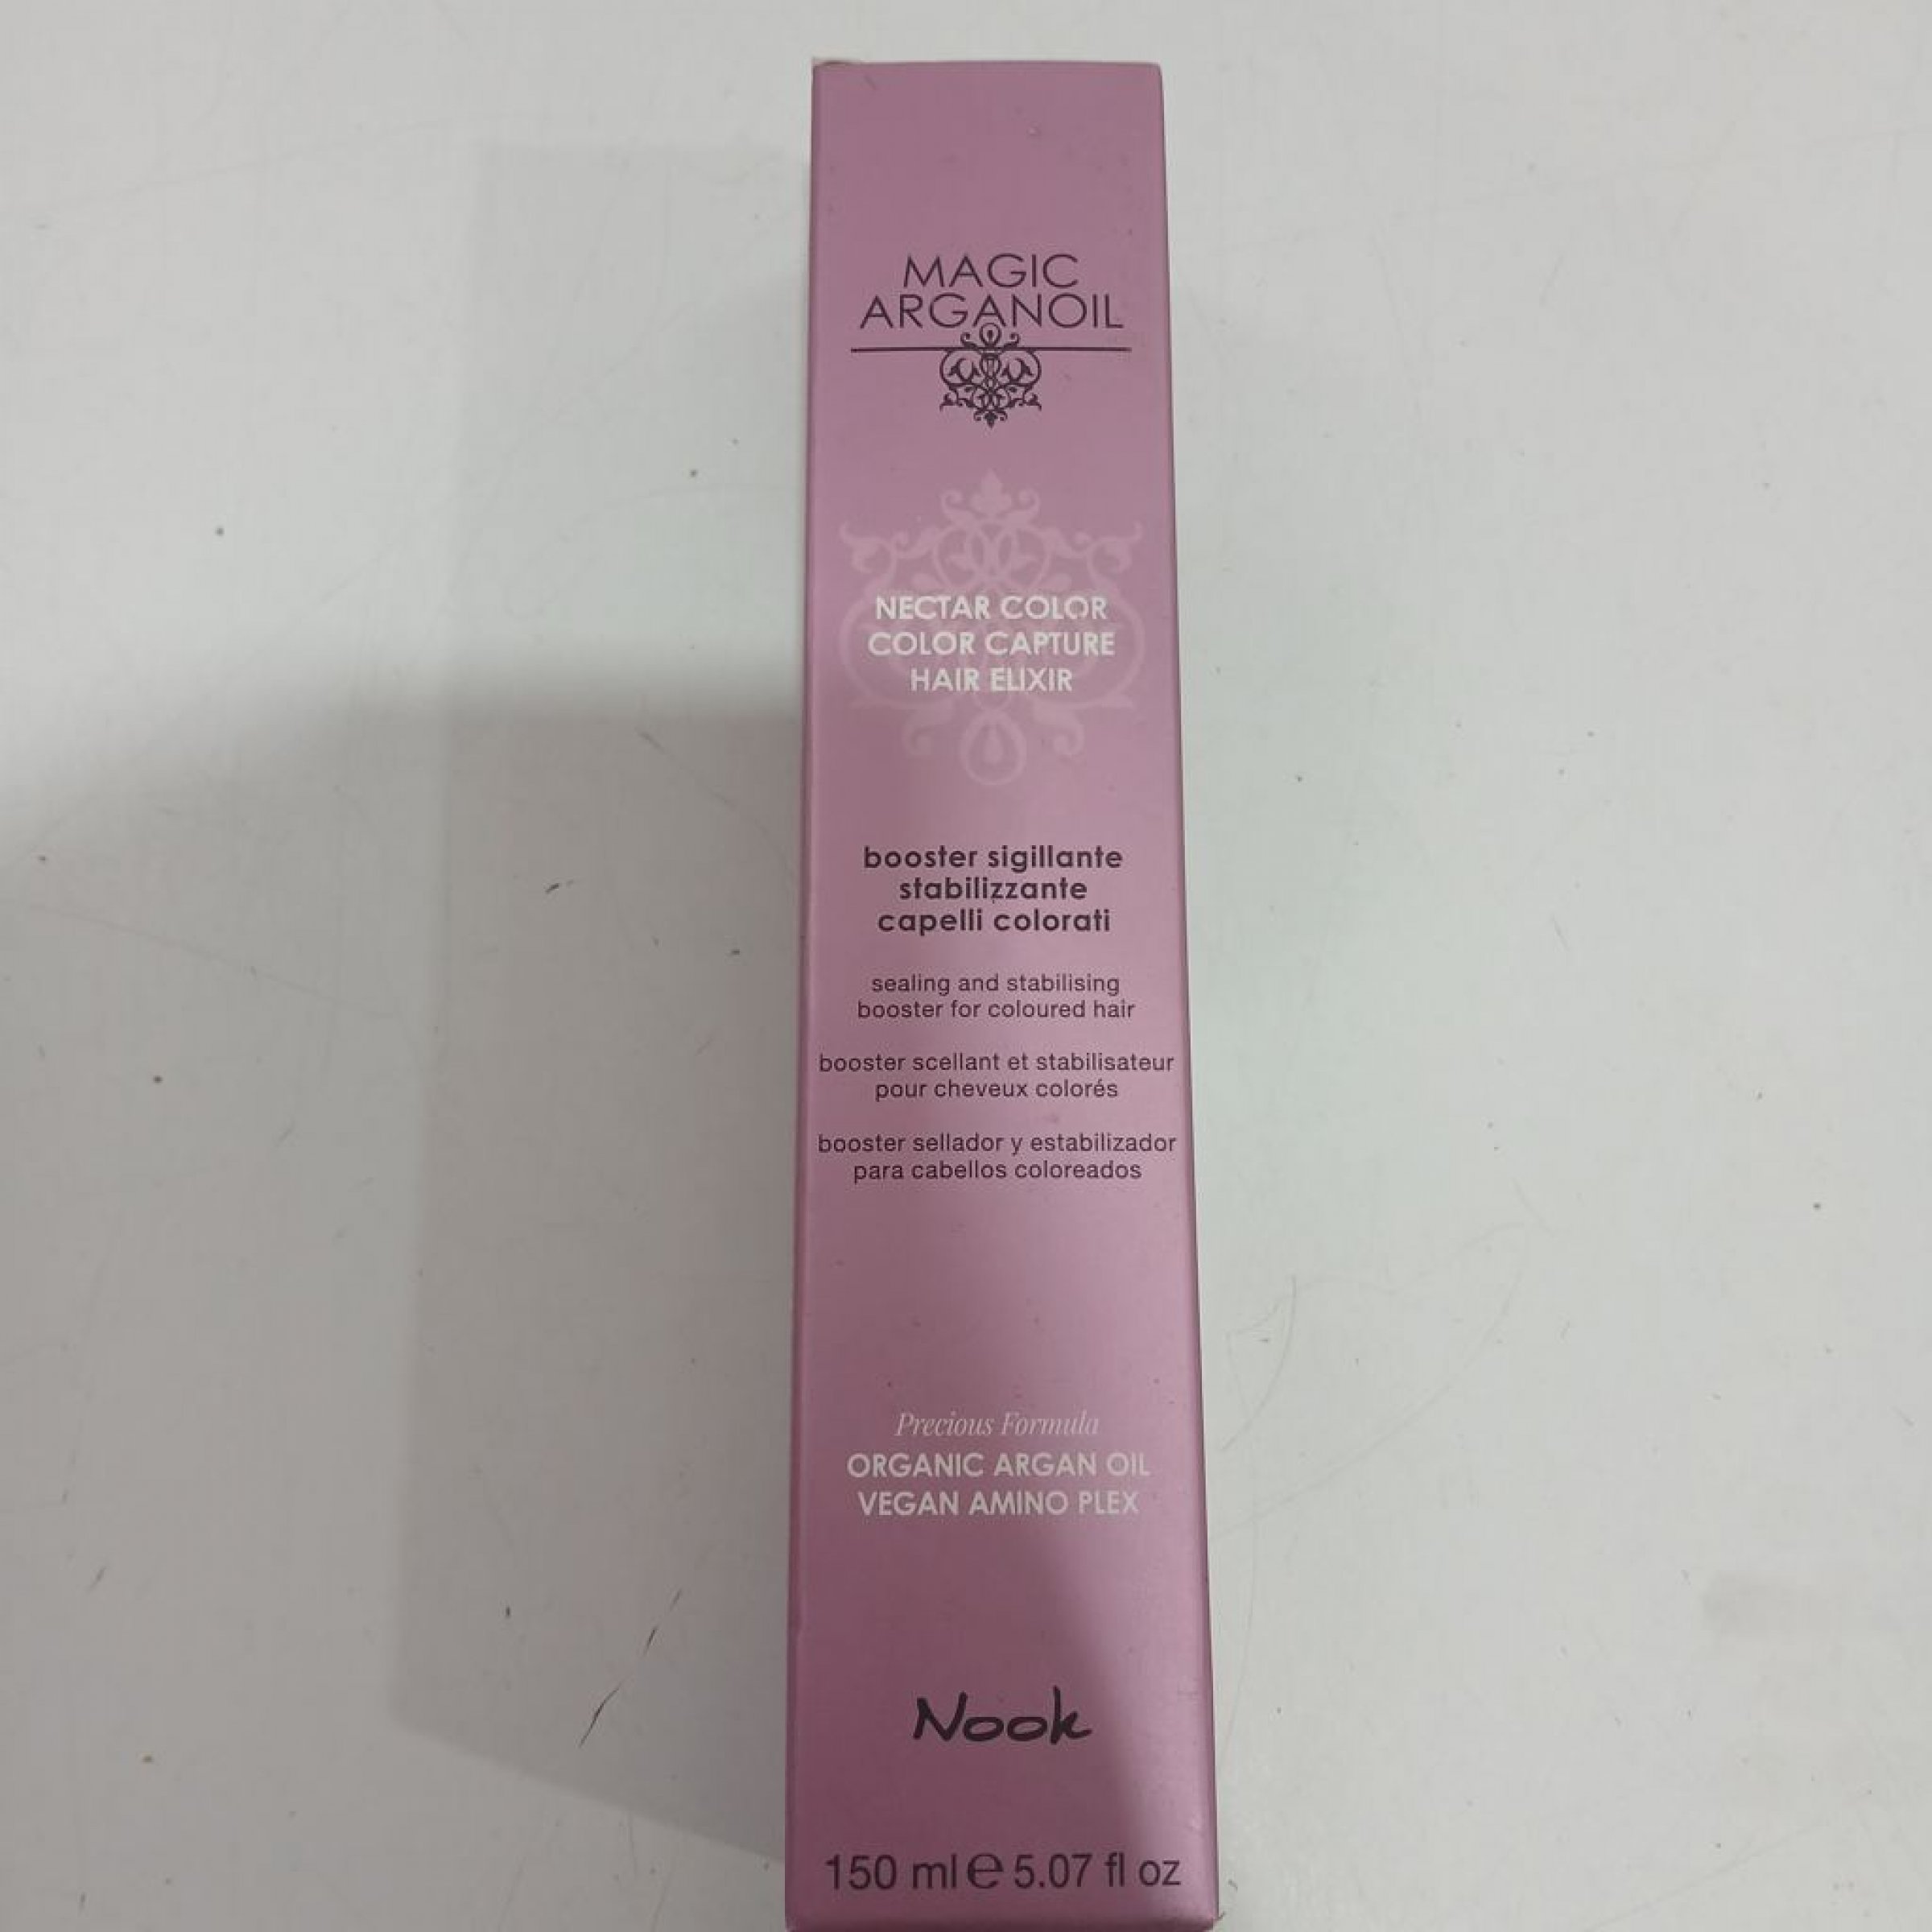 MAGIC
ARGANOIL
NECTAR COLOR
COLOR CAPTURE
HAIR ELIXIR
booster sigillante
stabilizzante
capelli colorati
sealing and stabilising
booster for coloured hair
booster scellant et stabilisateur
pour cheveux colorés
booster sellador y estabilizador
para cabellos coloreados
Precious Formula
ORGANIC ARGAN OIL
VEGAN AMINO PLEX
Nook
150 ml ℮ 5.07 fl oz